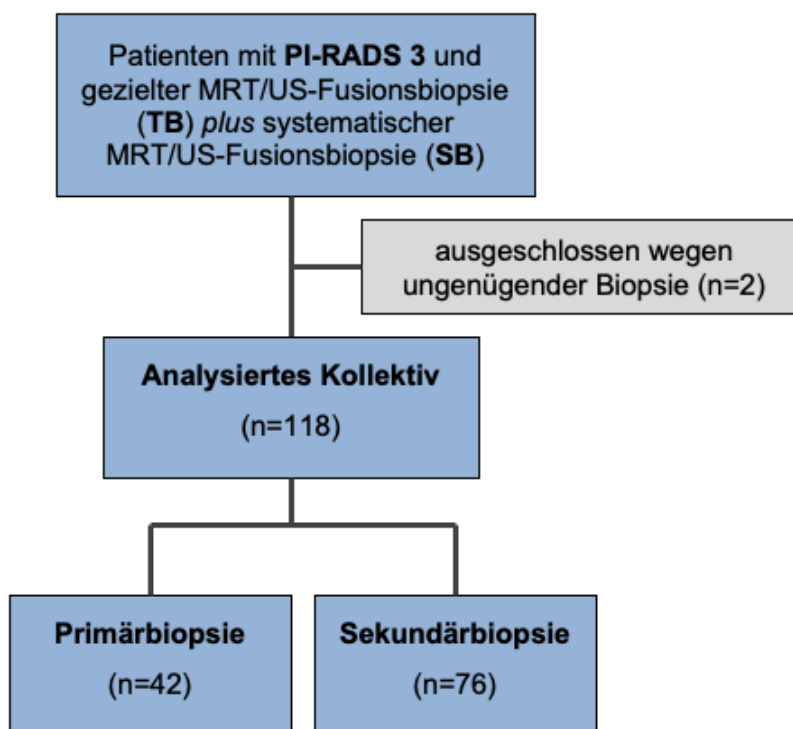 Patienten mit PI-RADS 3 und
gezielter MRT/US-Fusionsbiopsie
(TB) plus systematischer
MRT/US-Fusionsbiopsie (SB)
ausgeschlossen wegen
ungenügender Biopsie (n=2)
Analysiertes Kollektiv
(n=118)
Primärbiopsie
(n=42)
Sekundärbiopsie
(n=76)